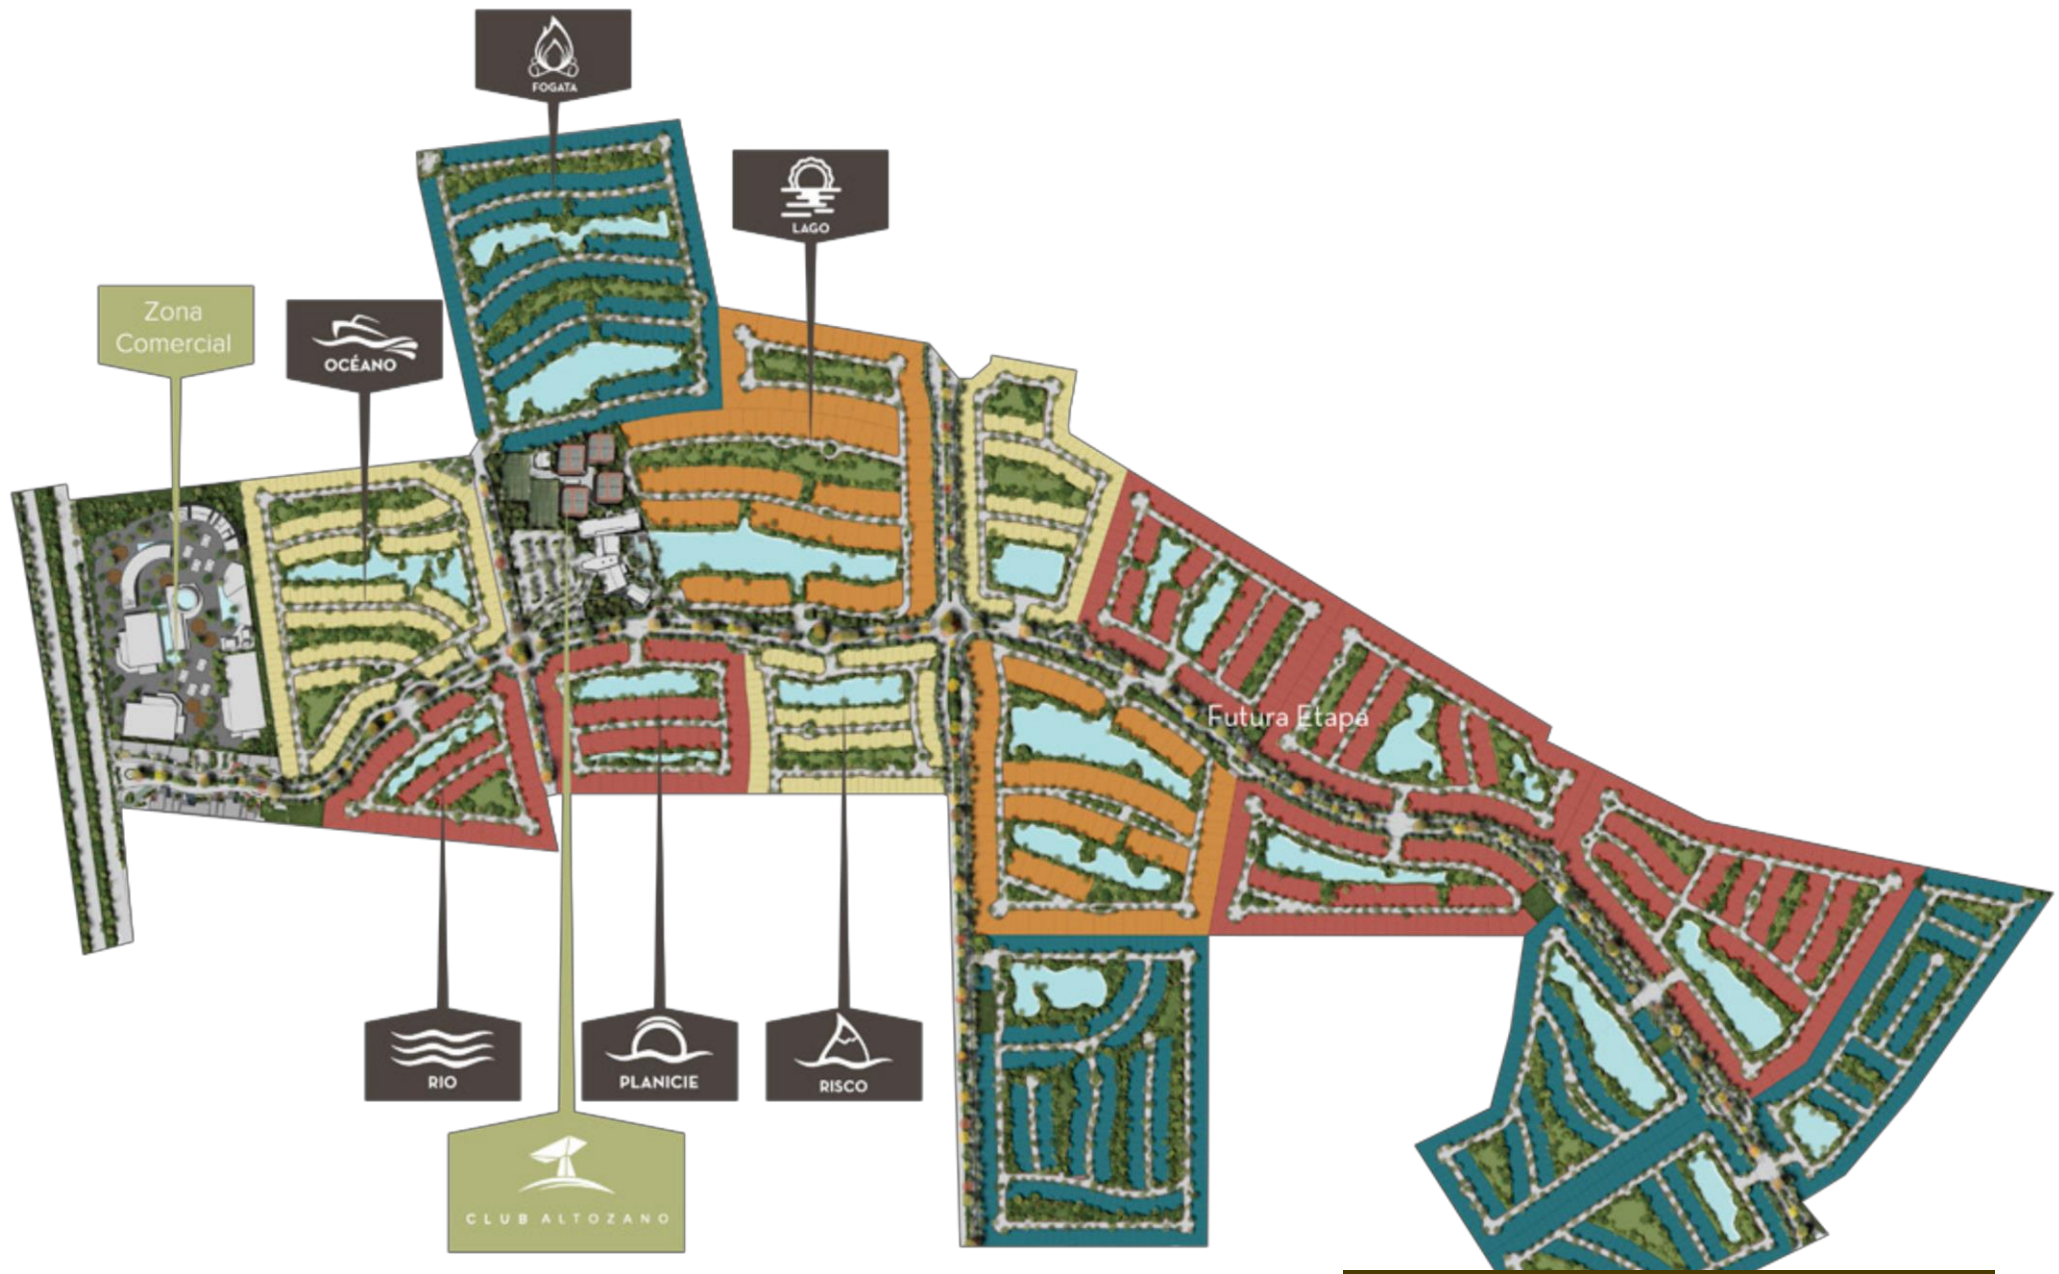 FOGATA
LAGO
Zona
Comercial
OCÉANO
Futura Etapa
RIO
PLANICIE
RISCO
CLUB ALTOZANO